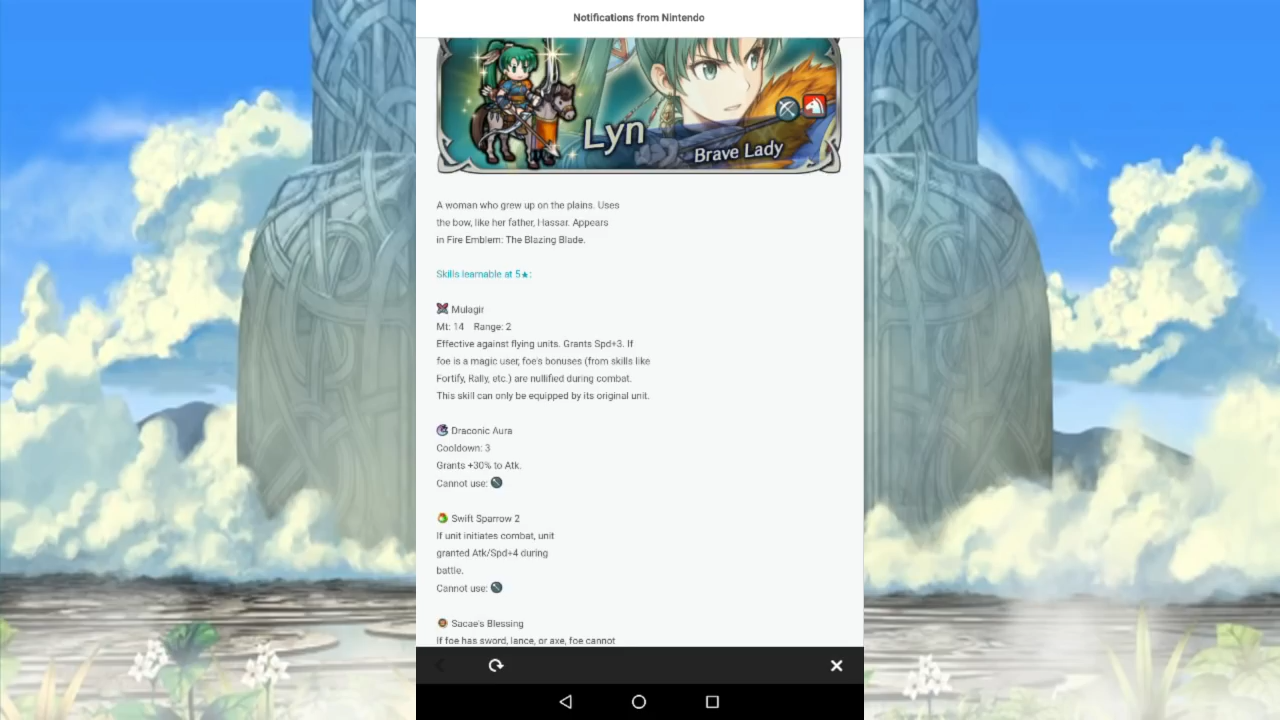 Notifications from Nintendo
Lyn
Brave Lady
A woman who grew up on the plains. Uses
the bow, like her father, Hassar. Appears
in Fire Emblem: The Blazing Blade.
Skills learnable at 5★:
Mulagir
Mt: 14 Range: 2
Effective against flying units. Grants Spd+3. If
foe is a magic user, foe's bonuses (from skills like
Fortify, Rally, etc.) are nullified during combat.
This skill can only be equipped by its original unit.
Draconic Aura
Cooldown: 3
Grants +30% to Atk.
Cannot use:
Swift Sparrow 2
If unit initiates combat, unit
granted Atk/Spd+4 during
battle.
Cannot use:
Sacae's Blessing
If foe has sword, lance, or axe, foe cannot